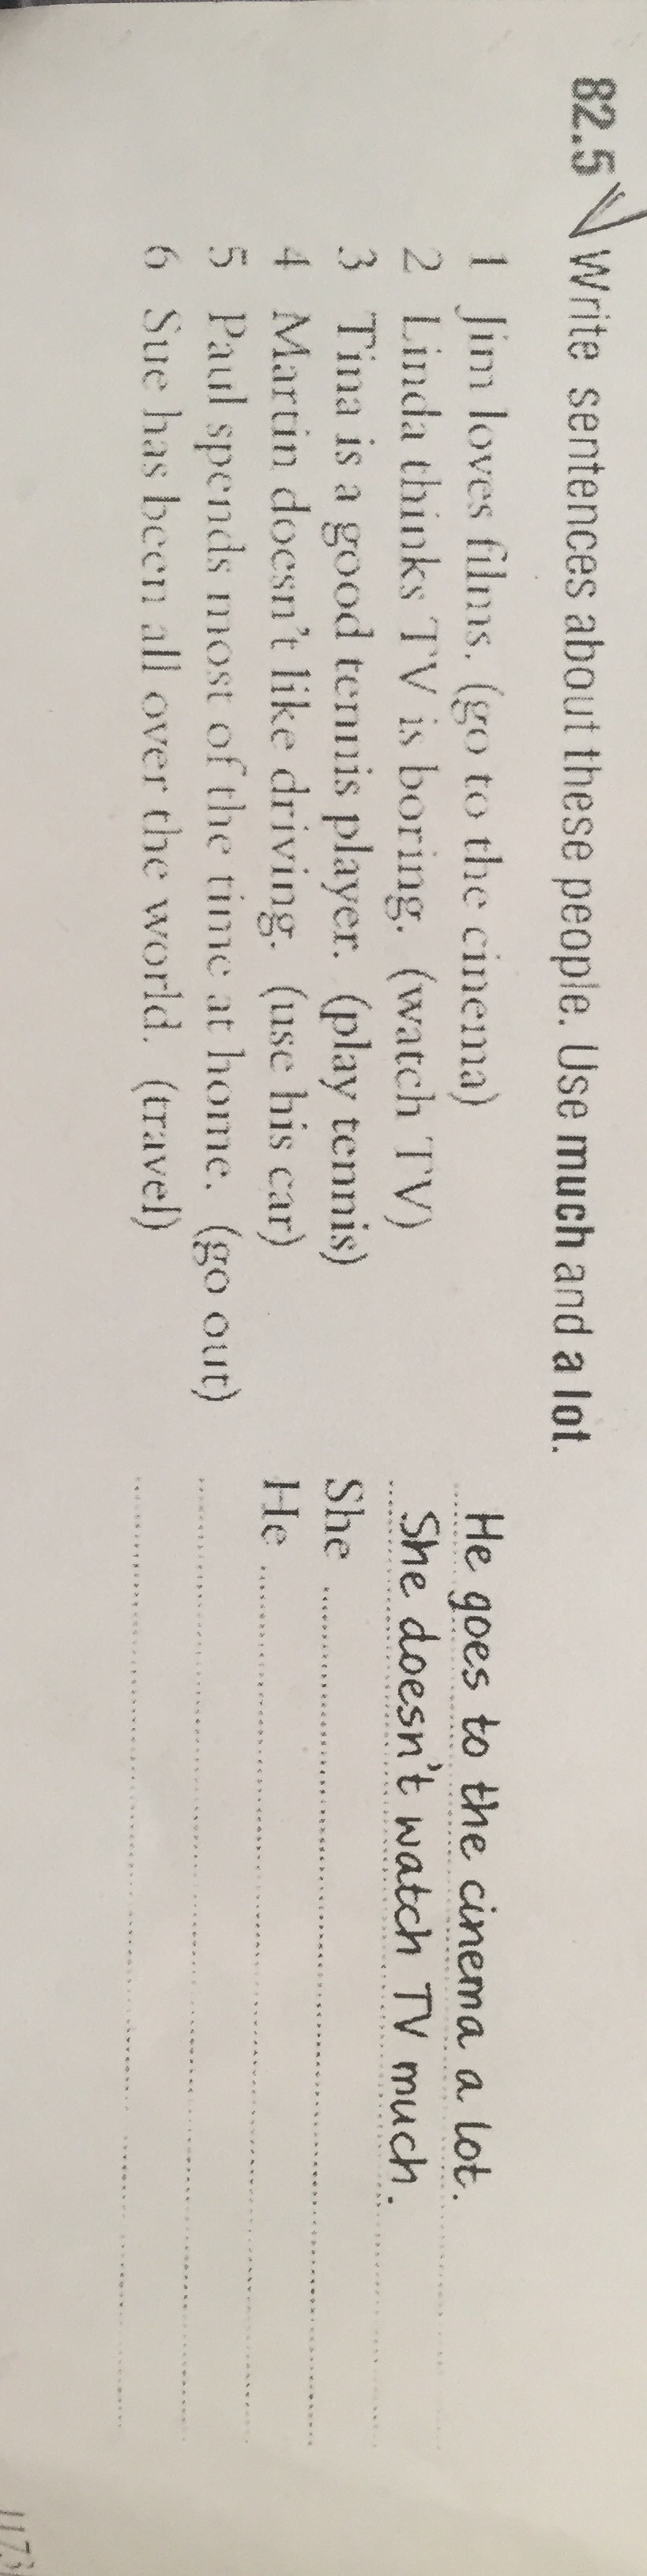 82.5 Write sentences about these people. Use much and a lot.
1 Jim loves films. (go to the cinema) He goes to the cinema a lot.
2 Linda thinks TV is boring. (watch TV) She doesn't watch TV much.
3 Tina is a good tennis player. (play tennis) She
4 Martin doesn't like driving. (use his car) He
5 Paul spends most of the time at home. (go out)
6 Sue has been all over the world. (travel)